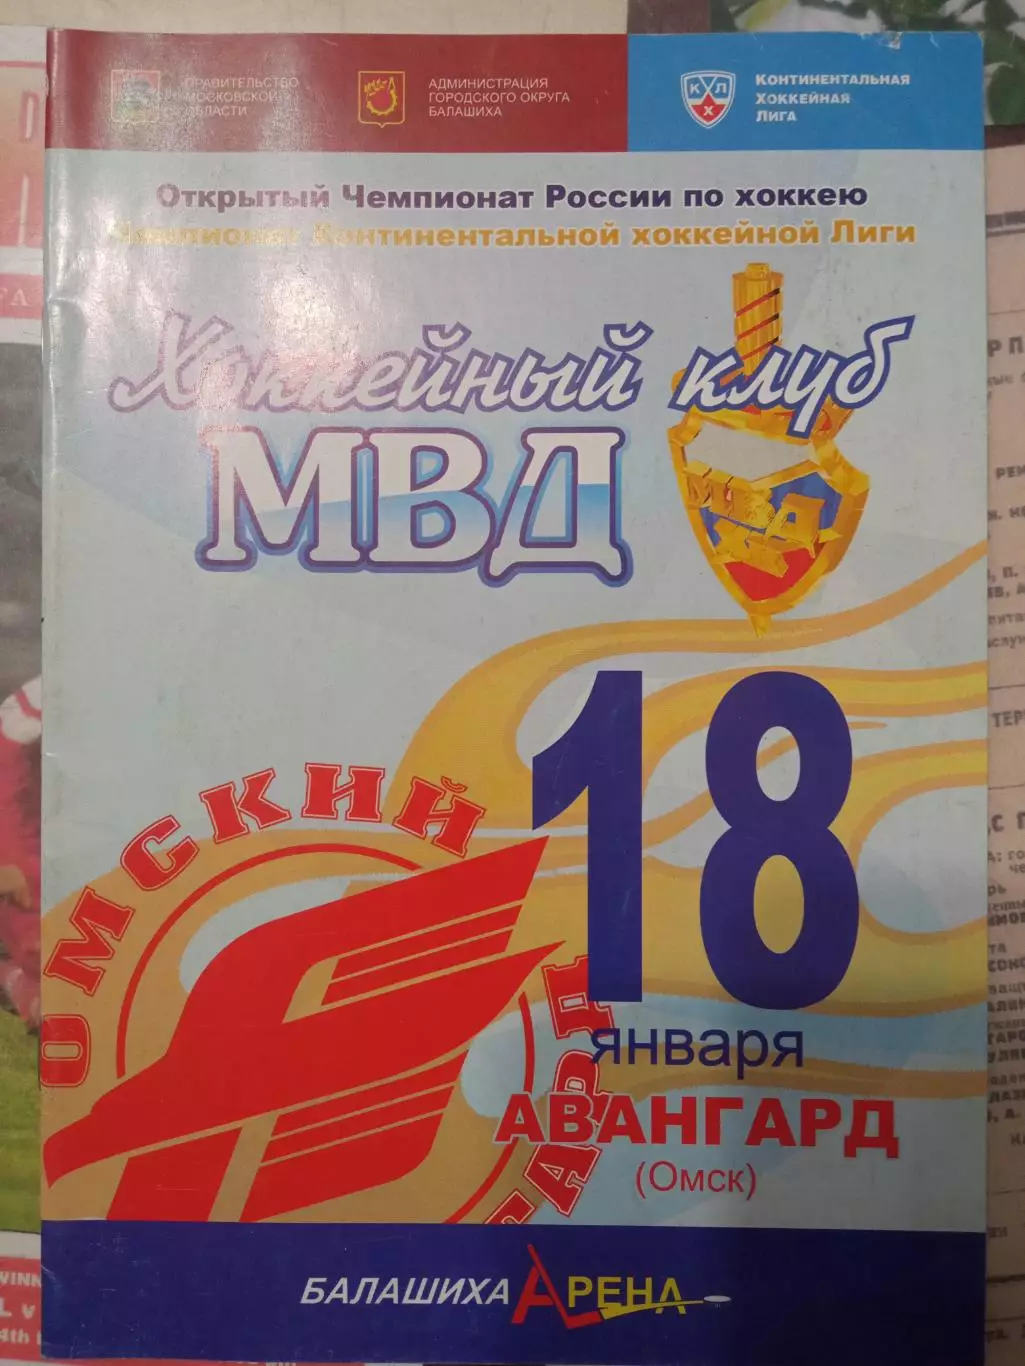 ПРАВИТЕЛЬСТВО
МОСКОВСКОЙ
ОБЛАСТИ
АДМИНИСТРАЦИЯ
ГОРОДСКОГО ОКРУГА
БАЛАШИХА
КХЛ
КОНТИНЕНТАЛЬНАЯ
ХОККЕЙНАЯ
ЛИГА
Открытый Чемпионат России по хоккею
Чемпионат Континентальной хоккейной Лиги
Хоккейный клуб
МВД
18
января
ОМСКИЙ
АВАНГАРД
(Омск)
БАЛАШИХА АРЕНА